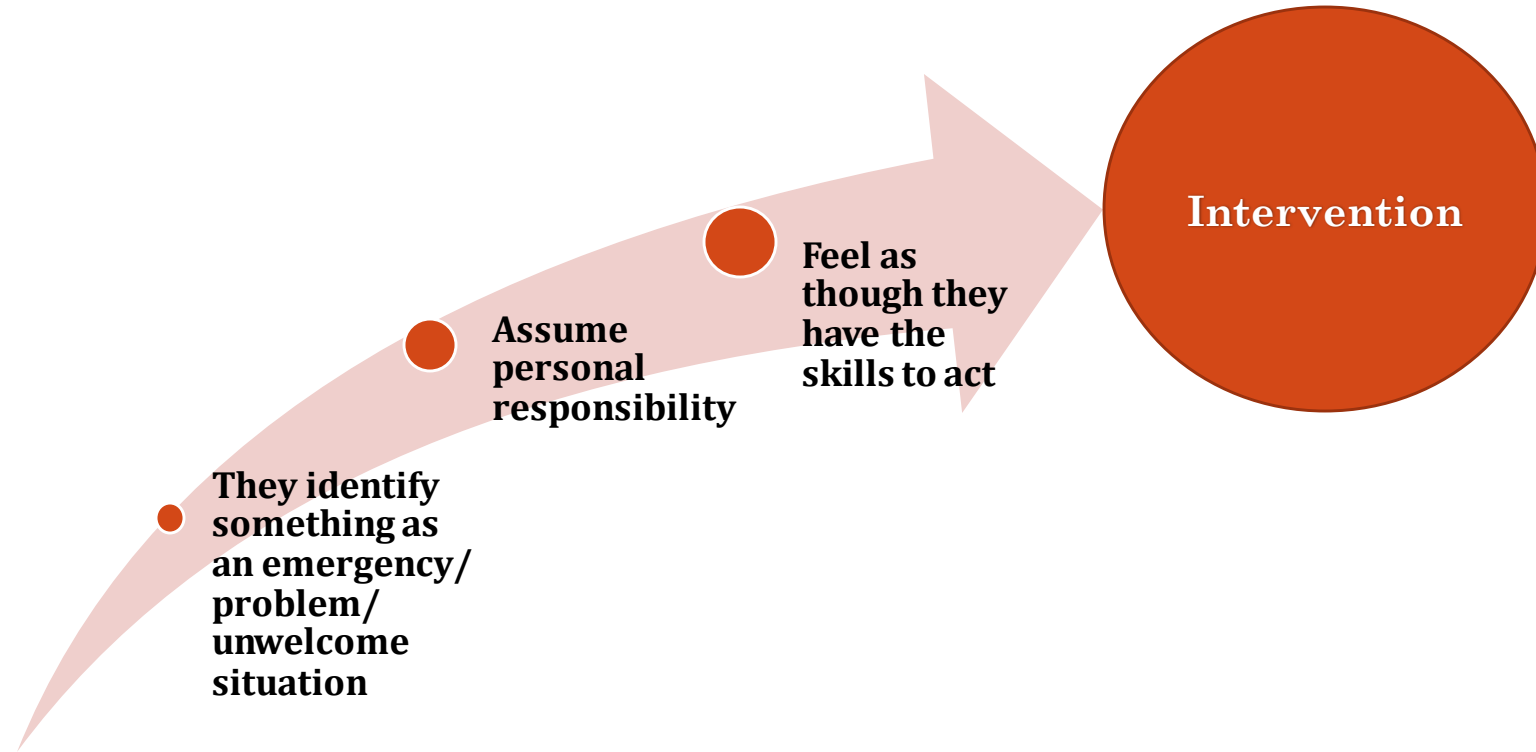 They identify
something as
an emergency/
problem/
unwelcome
situation
Assume
personal
responsibility
Feel as
though they
have the
skills to act
Intervention